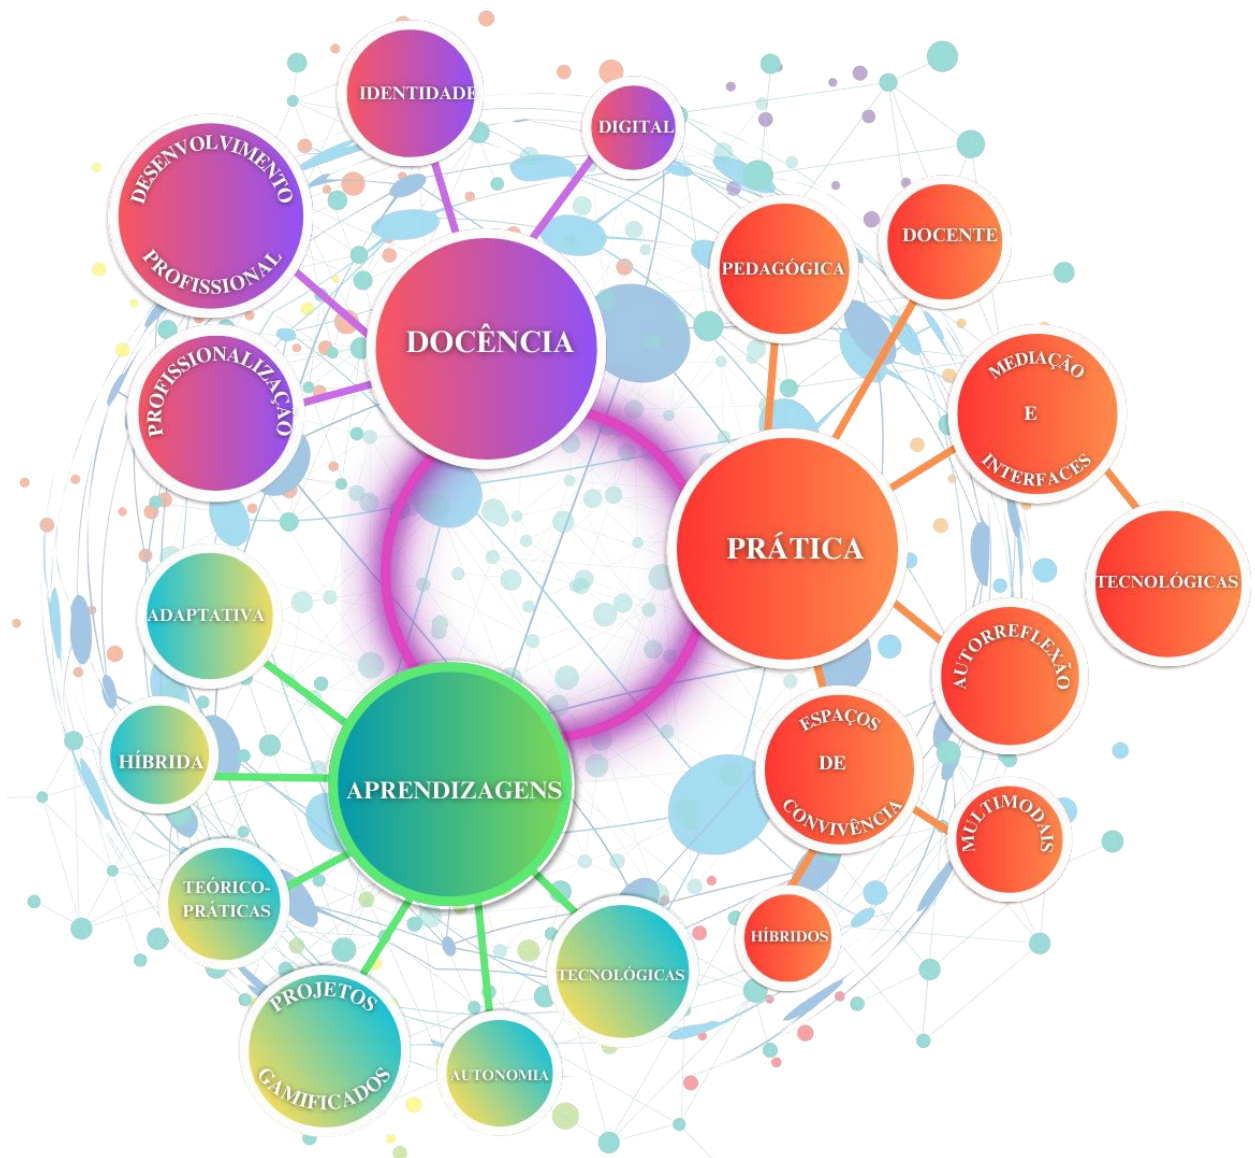 IDENTIDADE
DIGITAL
DESENVOLVIMENTO
PROFISSIONAL
DOCÊNCIA
PROFISSIONALIZAÇAO
PEDAGÓGICA
DOCENTE
MEDIAÇÃO
E
INTERFACES
PRÁTICA
TECNOLÓGICAS
AUTORREFLEXÃO
ESPAÇOS
DE
CONVIVÊNCIA
MULTIMODAIS
HÍBRIDOS
ADAPTATIVA
HÍBRIDA
APRENDIZAGENS
TEÓRICO-
PRÁTICAS
PROJETOS
GAMIFICADOS
AUTONOMIA
TECNOLÓGICAS